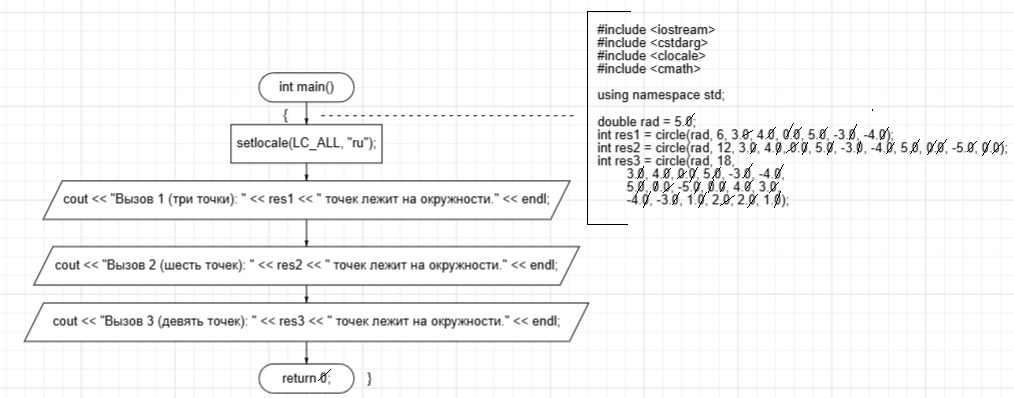 int main()
{
setlocale(LC_ALL, "ru");
cout << "Вызов 1 (три точки): " << res1 << " точек лежит на окружности." << endl;
cout << "Вызов 2 (шесть точек): " << res2 << " точек лежит на окружности." << endl;
cout << "Вызов 3 (девять точек): " << res3 << " точек лежит на окружности." << endl;
return 0;
}
#include <iostream>
#include <cstdarg>
#include <clocale>
#include <cmath>
using namespace std;
double rad = 5.0;
int res1 = circle(rad, 6, 3.0, 4.0, 0.0, 5.0, -3.0, -4.0);
int res2 = circle(rad, 12, 3.0, 4.0, 0.0, 5.0, -3.0, -4.0, 5.0, 0.0, -5.0, 0.0);
int res3 = circle(rad, 18,
3.0, 4.0, 0.0, 5.0, -3.0, -4.0,
5.0, 0.0, -5.0, 0.0, 4.0, 3.0,
-4.0, -3.0, 1.0, 2.0, 2.0, 1.0);